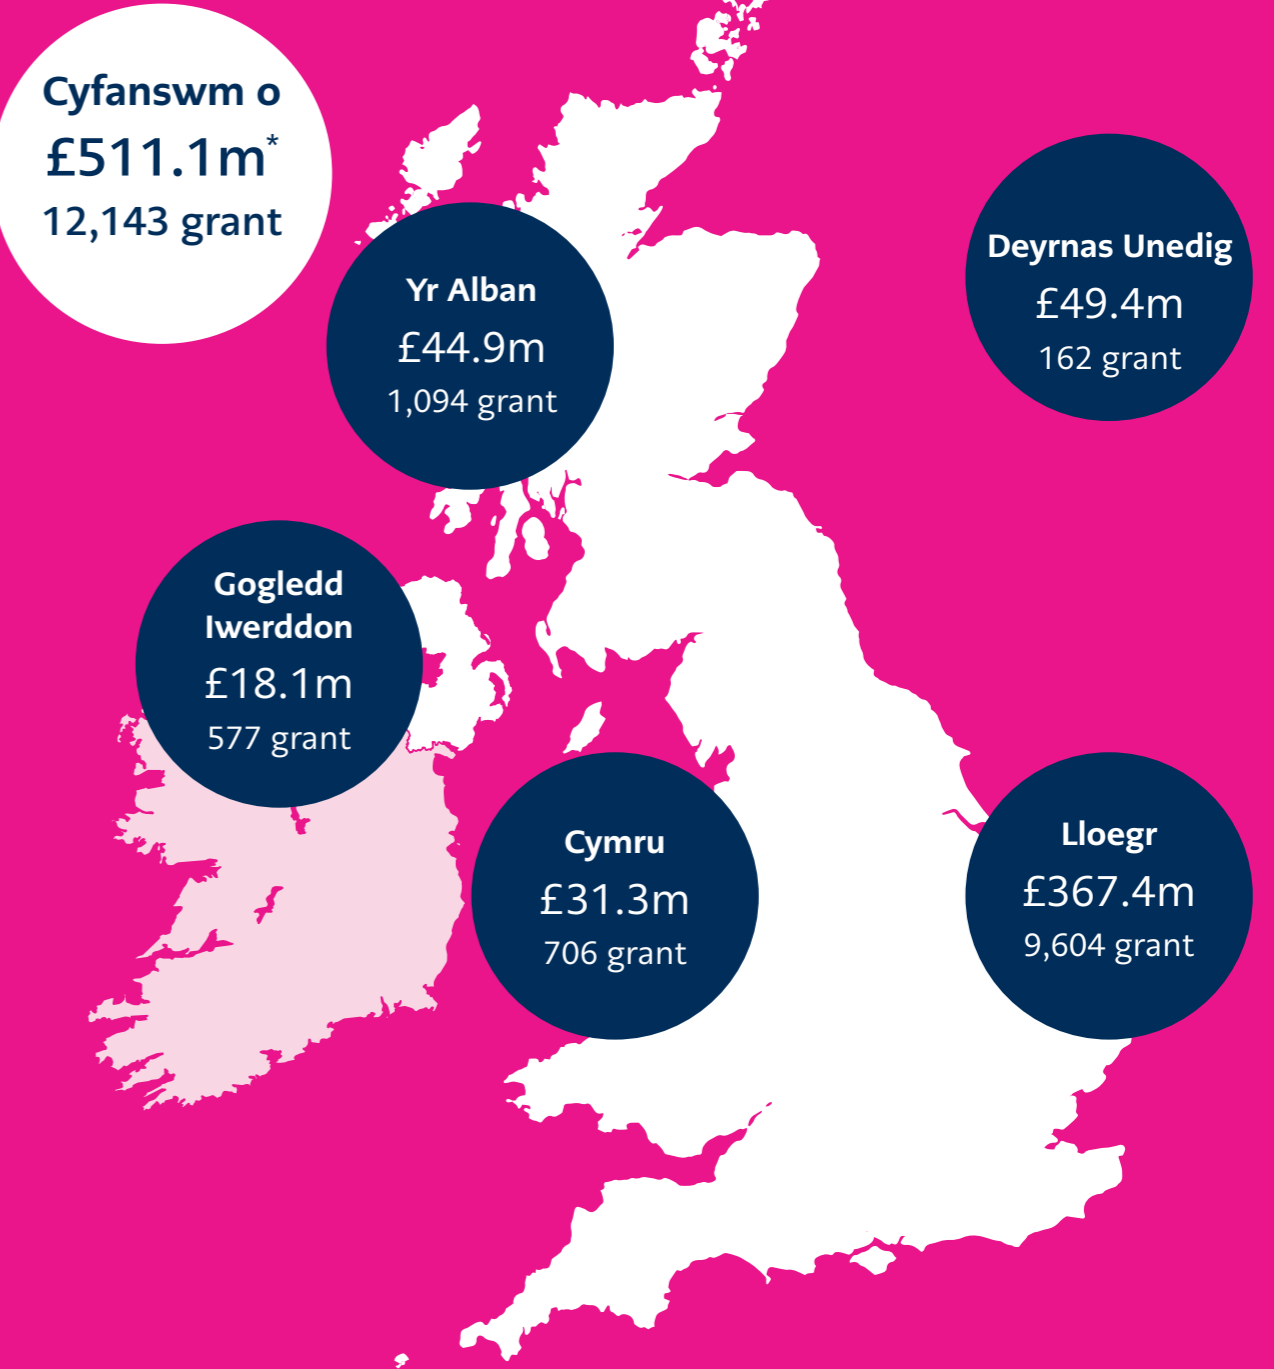 Cyfanswm o
£511.1m*
12,143 grant
Yr Alban
£44.9m
1,094 grant
Deyrnas Unedig
£49.4m
162 grant
Gogledd
Iwerddon
£18.1m
577 grant
Cymru
£31.3m
706 grant
Lloegr
£367.4m
9,604 grant